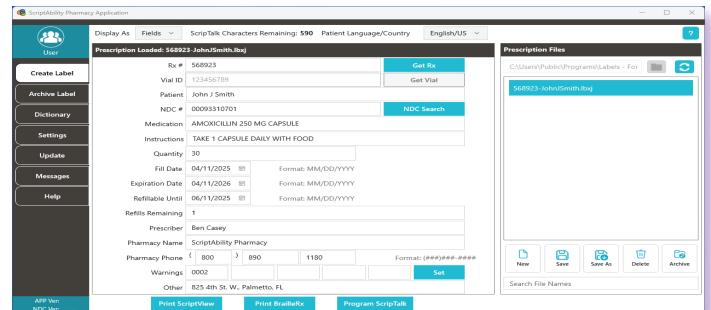 ScriptAbility Pharmacy Application
Display As Fields ScripTalk Characters Remaining: 590 Patient Language/Country English/US ?
User
Create Label
Archive Label
Dictionary
Settings
Update
Messages
Help
APP Ver:
NDC Ver:
Prescription Loaded: 568923-JohnJSmith.lbxj
Rx # 568923 Get Rx
Vial ID 123456789 Get Vial
Patient John J Smith
NDC # 00093310701 NDC Search
Medication AMOXICILLIN 250 MG CAPSULE
Instructions TAKE 1 CAPSULE DAILY WITH FOOD
Quantity 30
Fill Date 04/11/2025 Format: MM/DD/YYYY
Expiration Date 04/11/2026 Format: MM/DD/YYYY
Refillable Until 06/11/2025 Format: MM/DD/YYYY
Refills Remaining 1
Prescriber Ben Casey
Pharmacy Name ScriptAbility Pharmacy
Pharmacy Phone ( 800 ) 890 1180 Format: (###)###-####
Warnings 0002 Set
Other 825 4th St. W., Palmetto, FL
Print ScriptView Print BrailleRx Program ScripTalk
Prescription Files
C:\Users\Public\Programs\Labels - For
568923-JohnJSmith.lbxj
New Save Save As Delete Archive
Search File Names